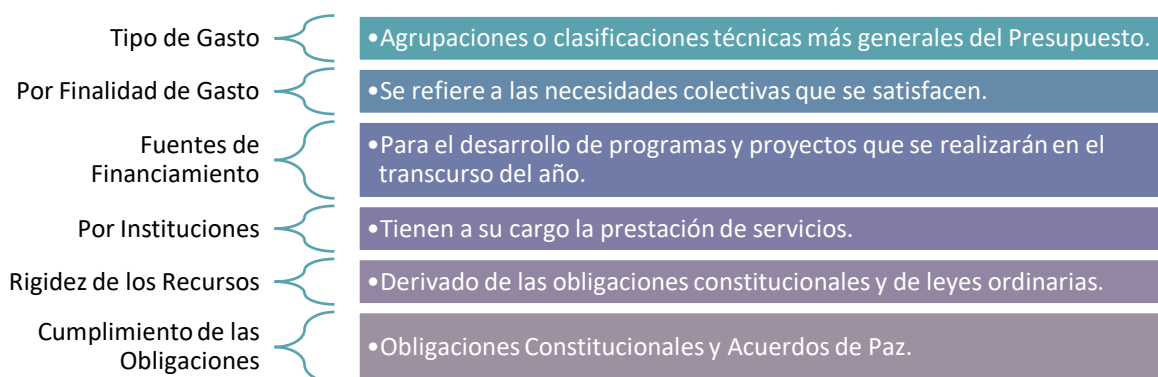 Tipo de Gasto
•Agrupaciones o clasificaciones técnicas más generales del Presupuesto.
Por Finalidad de Gasto
•Se refiere a las necesidades colectivas que se satisfacen.
Fuentes de
Financiamiento
•Para el desarrollo de programas y proyectos que se realizarán en el
transcurso del año.
Por Instituciones
•Tienen a su cargo la prestación de servicios.
Rigidez de los Recursos
•Derivado de las obligaciones constitucionales y de leyes ordinarias.
Cumplimiento de las
Obligaciones
•Obligaciones Constitucionales y Acuerdos de Paz.